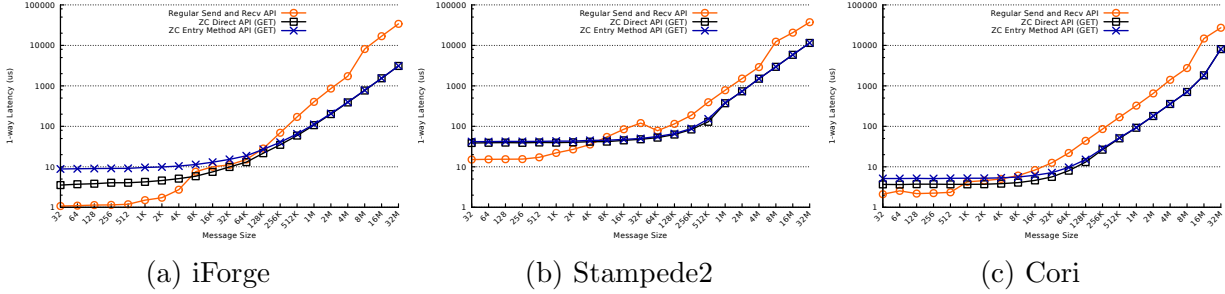 100000
10000
1000
100
10
1
1-way Latency (us)
Regular Send and Recv API
ZC Direct API (GET)
ZC Entry Method API (GET)
32 64 128 256 512 1K 2K 4K 8K 16K 32K 64K 128K 256K 512K 1M 2M 4M 8M 16M 32M
Message Size
(a) iForge
100000
10000
1000
100
10
1
1-way Latency (us)
Regular Send and Recv API
ZC Direct API (GET)
ZC Entry Method API (GET)
32 64 128 256 512 1K 2K 4K 8K 16K 32K 64K 128K 256K 512K 1M 2M 4M 8M 16M 32M
Message Size
(b) Stampede2
100000
10000
1000
100
10
1
1-way Latency (us)
Regular Send and Recv API
ZC Direct API (GET)
ZC Entry Method API (GET)
32 64 128 256 512 1K 2K 4K 8K 16K 32K 64K 128K 256K 512K 1M 2M 4M 8M 16M 32M
Message Size
(c) Cori